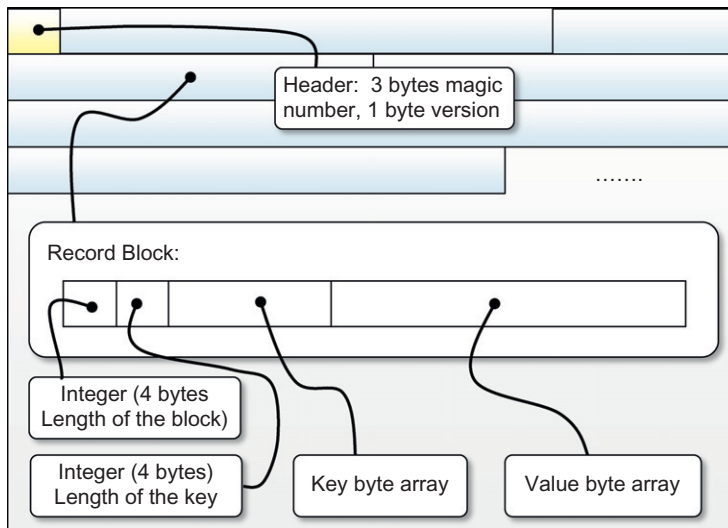 Header: 3 bytes magic
number, 1 byte version
.......
Record Block:
Integer (4 bytes
Length of the block)
Integer (4 bytes)
Length of the key
Key byte array
Value byte array